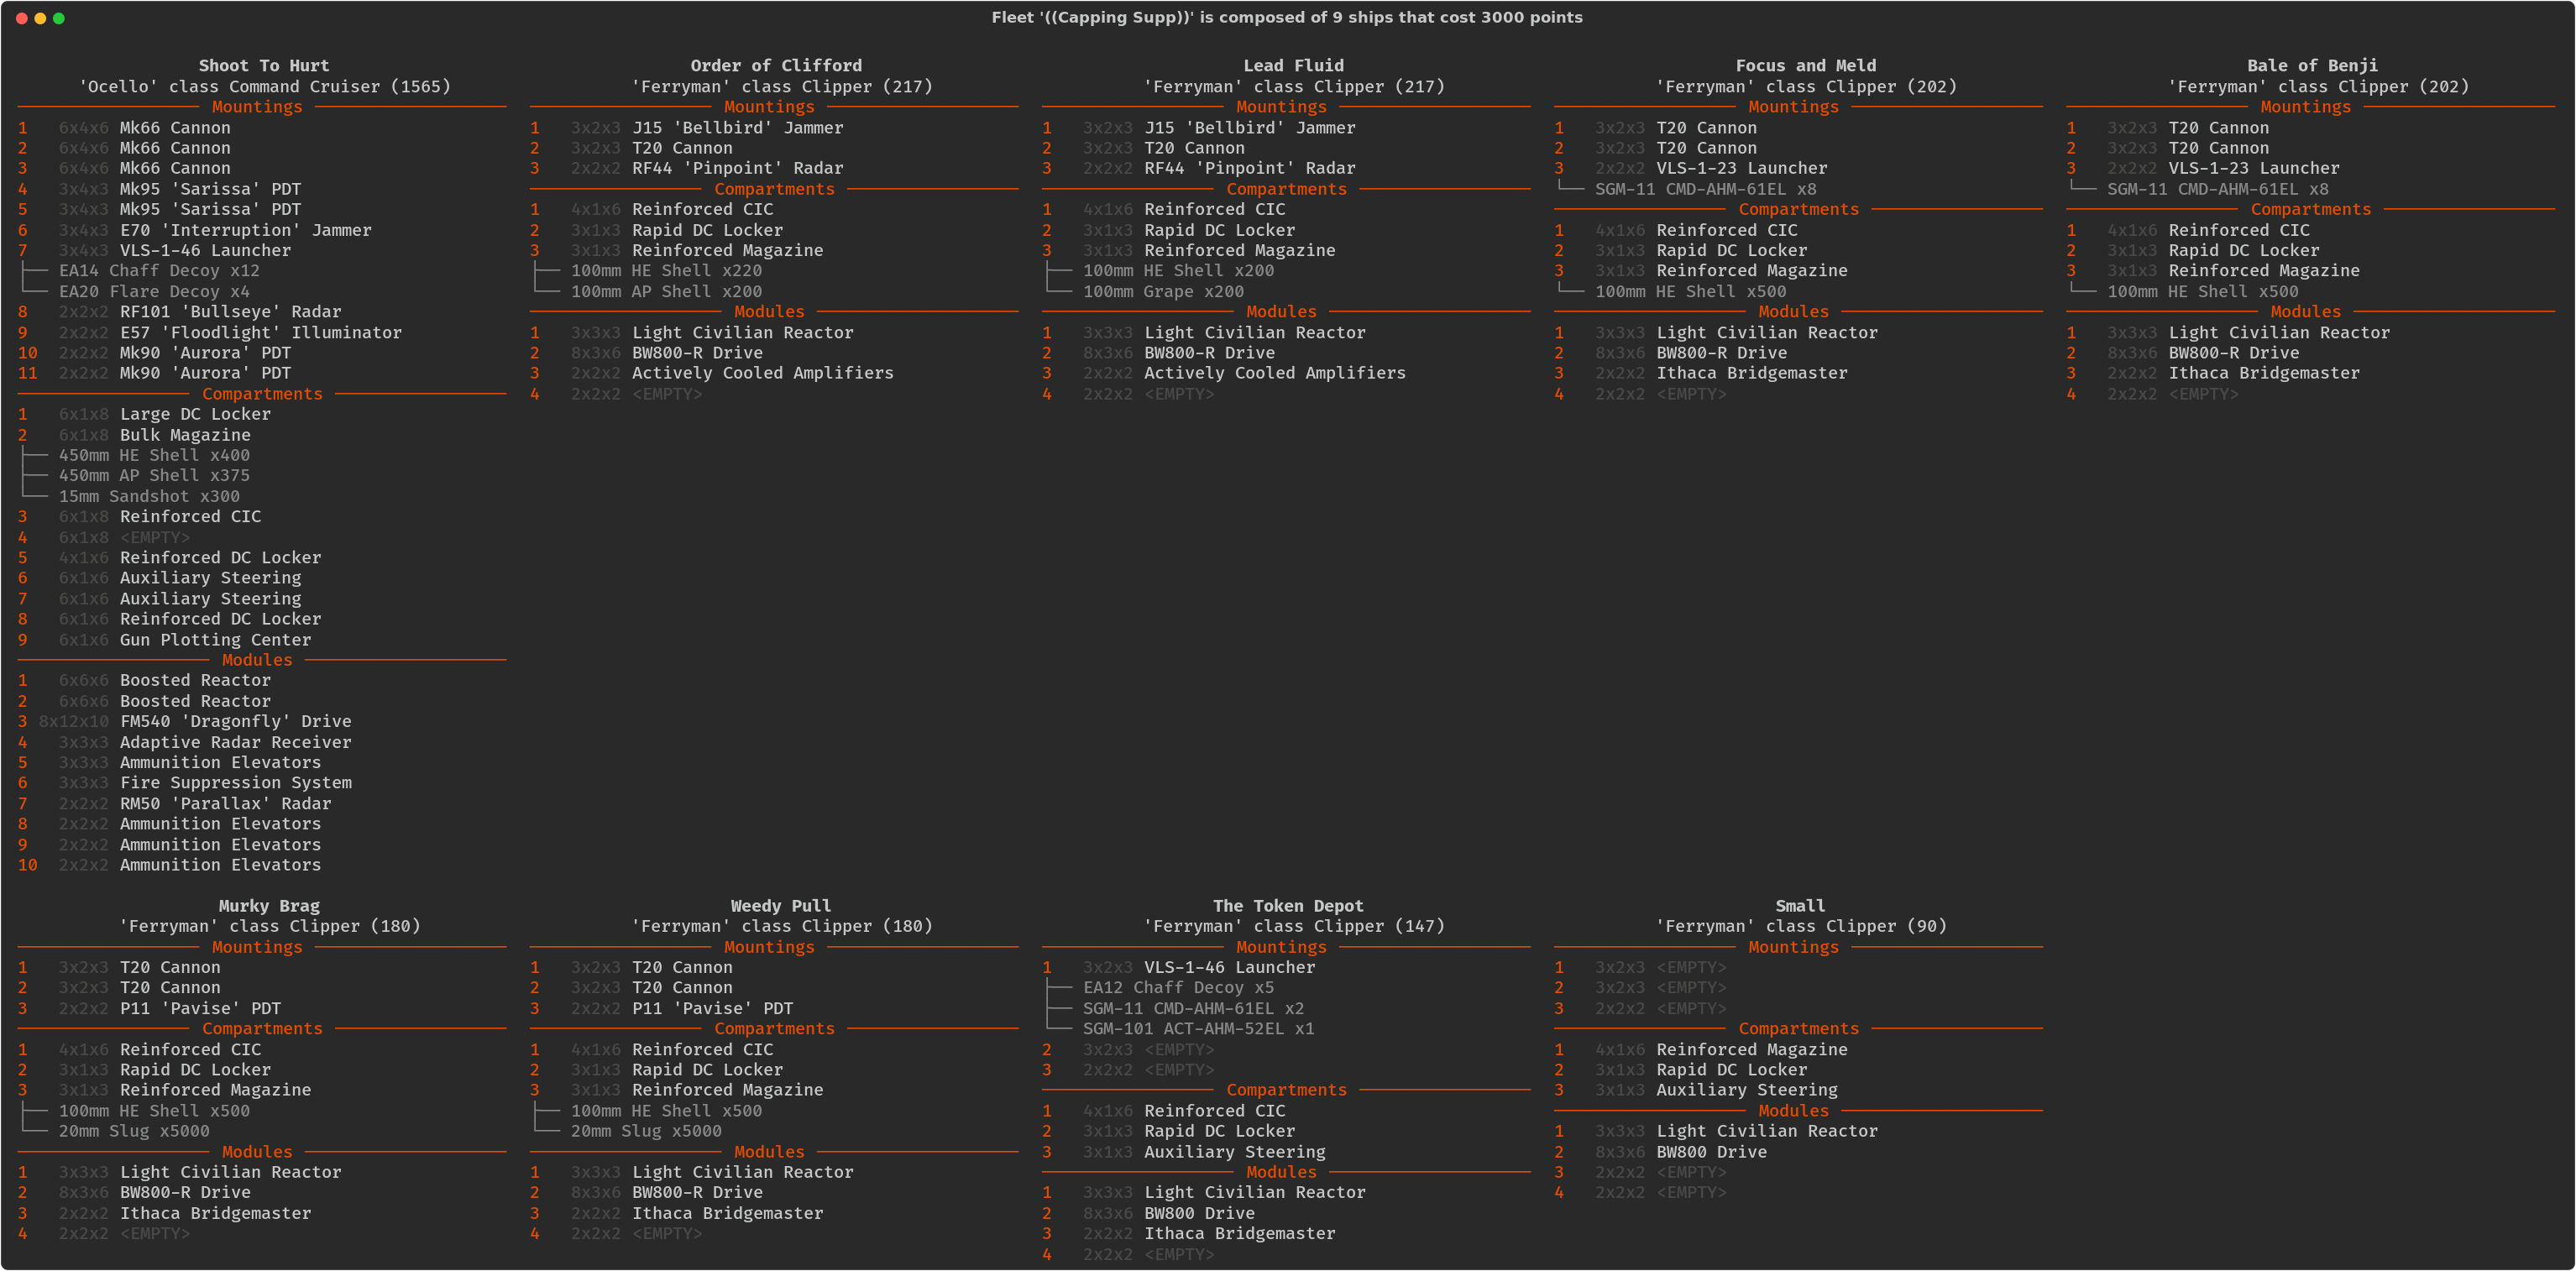 Fleet '((Capping Supp))' is composed of 9 ships that cost 3000 points
Shoot To Hurt
'Ocello' class Command Cruiser (1565)
Mountings
1 6x4x6 Mk66 Cannon
2 6x4x6 Mk66 Cannon
3 6x4x6 Mk66 Cannon
4 3x4x3 Mk95 'Sarissa' PDT
5 3x4x3 Mk95 'Sarissa' PDT
6 3x4x3 E70 'Interruption' Jammer
7 3x4x3 VLS-1-46 Launcher
├── EA14 Chaff Decoy x12
└── EA20 Flare Decoy x4
8 2x2x2 RF101 'Bullseye' Radar
9 2x2x2 E57 'Floodlight' Illuminator
10 2x2x2 Mk90 'Aurora' PDT
11 2x2x2 Mk90 'Aurora' PDT
Compartments
1 6x1x8 Large DC Locker
2 6x1x8 Bulk Magazine
├── 450mm HE Shell x400
├── 450mm AP Shell x375
└── 15mm Sandshot x300
3 6x1x8 Reinforced CIC
4 6x1x8 <EMPTY>
5 4x1x6 Reinforced DC Locker
6 6x1x6 Auxiliary Steering
7 6x1x6 Auxiliary Steering
8 6x1x6 Reinforced DC Locker
9 6x1x6 Gun Plotting Center
Modules
1 6x6x6 Boosted Reactor
2 6x6x6 Boosted Reactor
3 8x12x10 FM540 'Dragonfly' Drive
4 3x3x3 Adaptive Radar Receiver
5 3x3x3 Ammunition Elevators
6 3x3x3 Fire Suppression System
7 2x2x2 RM50 'Parallax' Radar
8 2x2x2 Ammunition Elevators
9 2x2x2 Ammunition Elevators
10 2x2x2 Ammunition Elevators
Order of Clifford
'Ferryman' class Clipper (217)
Mountings
1 3x2x3 J15 'Bellbird' Jammer
2 3x2x3 T20 Cannon
3 2x2x2 RF44 'Pinpoint' Radar
Compartments
1 4x1x6 Reinforced CIC
2 3x1x3 Rapid DC Locker
3 3x1x3 Reinforced Magazine
├── 100mm HE Shell x220
└── 100mm AP Shell x200
Modules
1 3x3x3 Light Civilian Reactor
2 8x3x6 BW800-R Drive
3 2x2x2 Actively Cooled Amplifiers
4 2x2x2 <EMPTY>
Lead Fluid
'Ferryman' class Clipper (217)
Mountings
1 3x2x3 J15 'Bellbird' Jammer
2 3x2x3 T20 Cannon
3 2x2x2 RF44 'Pinpoint' Radar
Compartments
1 4x1x6 Reinforced CIC
2 3x1x3 Rapid DC Locker
3 3x1x3 Reinforced Magazine
├── 100mm HE Shell x200
└── 100mm Grape x200
Modules
1 3x3x3 Light Civilian Reactor
2 8x3x6 BW800-R Drive
3 2x2x2 Actively Cooled Amplifiers
4 2x2x2 <EMPTY>
Focus and Meld
'Ferryman' class Clipper (202)
Mountings
1 3x2x3 T20 Cannon
2 3x2x3 T20 Cannon
3 2x2x2 VLS-1-23 Launcher
└── SGM-11 CMD-AHM-61EL x8
Compartments
1 4x1x6 Reinforced CIC
2 3x1x3 Rapid DC Locker
3 3x1x3 Reinforced Magazine
└── 100mm HE Shell x500
Modules
1 3x3x3 Light Civilian Reactor
2 8x3x6 BW800-R Drive
3 2x2x2 Ithaca Bridgemaster
4 2x2x2 <EMPTY>
Bale of Benji
'Ferryman' class Clipper (202)
Mountings
1 3x2x3 T20 Cannon
2 3x2x3 T20 Cannon
3 2x2x2 VLS-1-23 Launcher
└── SGM-11 CMD-AHM-61EL x8
Compartments
1 4x1x6 Reinforced CIC
2 3x1x3 Rapid DC Locker
3 3x1x3 Reinforced Magazine
└── 100mm HE Shell x500
Modules
1 3x3x3 Light Civilian Reactor
2 8x3x6 BW800-R Drive
3 2x2x2 Ithaca Bridgemaster
4 2x2x2 <EMPTY>
Murky Brag
'Ferryman' class Clipper (180)
Mountings
1 3x2x3 T20 Cannon
2 3x2x3 T20 Cannon
3 2x2x2 P11 'Pavise' PDT
Compartments
1 4x1x6 Reinforced CIC
2 3x1x3 Rapid DC Locker
3 3x1x3 Reinforced Magazine
├── 100mm HE Shell x500
└── 20mm Slug x5000
Modules
1 3x3x3 Light Civilian Reactor
2 8x3x6 BW800-R Drive
3 2x2x2 Ithaca Bridgemaster
4 2x2x2 <EMPTY>
Weedy Pull
'Ferryman' class Clipper (180)
Mountings
1 3x2x3 T20 Cannon
2 3x2x3 T20 Cannon
3 2x2x2 P11 'Pavise' PDT
Compartments
1 4x1x6 Reinforced CIC
2 3x1x3 Rapid DC Locker
3 3x1x3 Reinforced Magazine
├── 100mm HE Shell x500
└── 20mm Slug x5000
Modules
1 3x3x3 Light Civilian Reactor
2 8x3x6 BW800-R Drive
3 2x2x2 Ithaca Bridgemaster
4 2x2x2 <EMPTY>
The Token Depot
'Ferryman' class Clipper (147)
Mountings
1 3x2x3 VLS-1-46 Launcher
├── EA12 Chaff Decoy x5
├── SGM-11 CMD-AHM-61EL x2
└── SGM-101 ACT-AHM-52EL x1
2 3x2x3 <EMPTY>
3 2x2x2 <EMPTY>
Compartments
1 4x1x6 Reinforced CIC
2 3x1x3 Rapid DC Locker
3 3x1x3 Auxiliary Steering
Modules
1 3x3x3 Light Civilian Reactor
2 8x3x6 BW800 Drive
3 2x2x2 Ithaca Bridgemaster
4 2x2x2 <EMPTY>
Small
'Ferryman' class Clipper (90)
Mountings
1 3x2x3 <EMPTY>
2 3x2x3 <EMPTY>
3 2x2x2 <EMPTY>
Compartments
1 4x1x6 Reinforced Magazine
2 3x1x3 Rapid DC Locker
3 3x1x3 Auxiliary Steering
Modules
1 3x3x3 Light Civilian Reactor
2 8x3x6 BW800 Drive
3 2x2x2 <EMPTY>
4 2x2x2 <EMPTY>